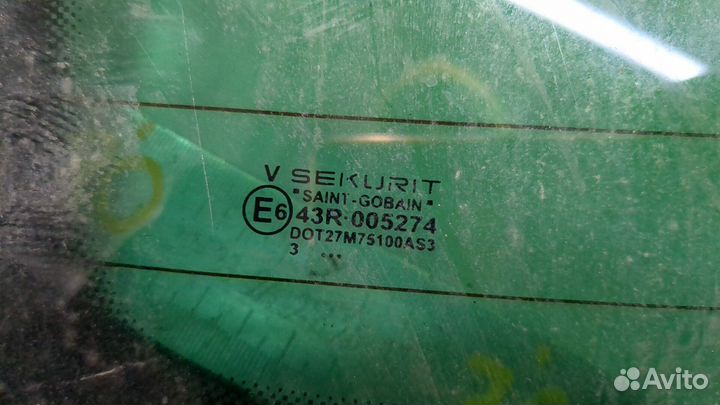 V SEKURIT
"SAINT-GOBAIN"
E6 43R-005274
DOT27M75100AS3
3 ...
Avito